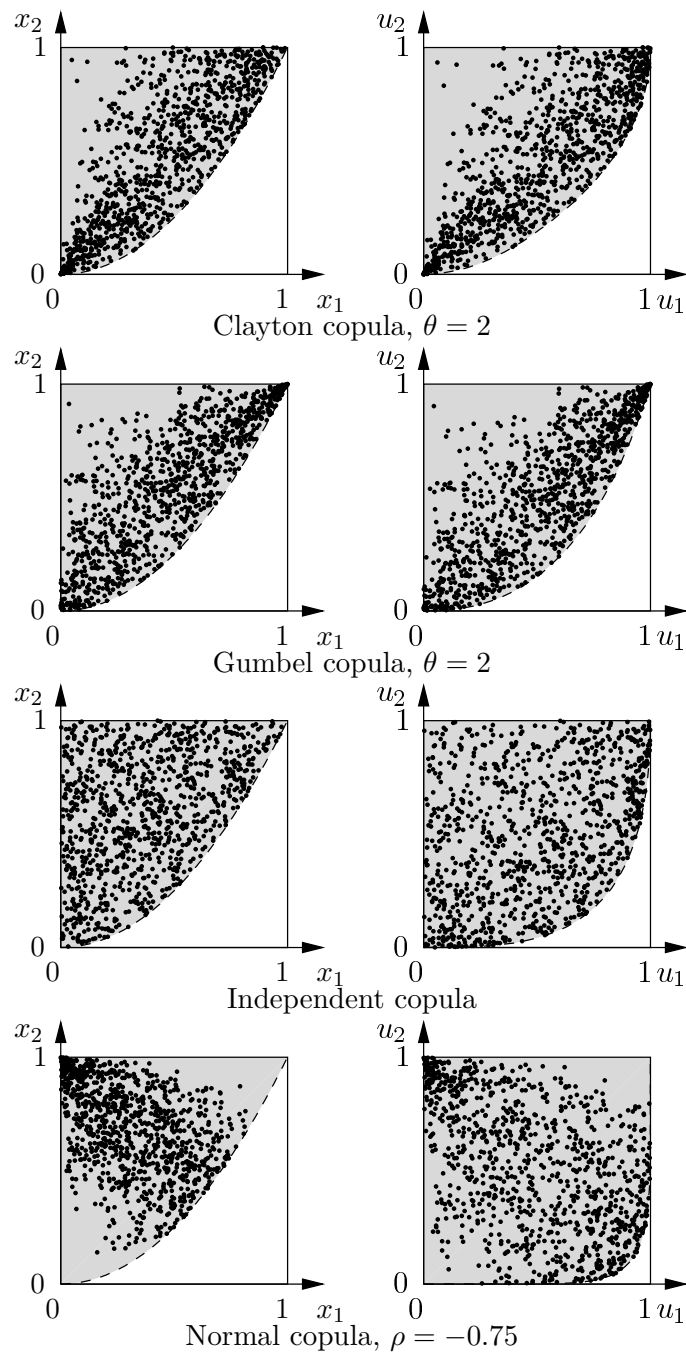 x₂ u₂
1 1
0 0
0 1 x₁ 0 1 u₁
Clayton copula, θ = 2
x₂ u₂
1 1
0 0
0 1 x₁ 0 1 u₁
Gumbel copula, θ = 2
x₂ u₂
1 1
0 0
0 1 x₁ 0 1 u₁
Independent copula
x₂ u₂
1 1
0 0
0 1 x₁ 0 1 u₁
Normal copula, ρ = −0.75